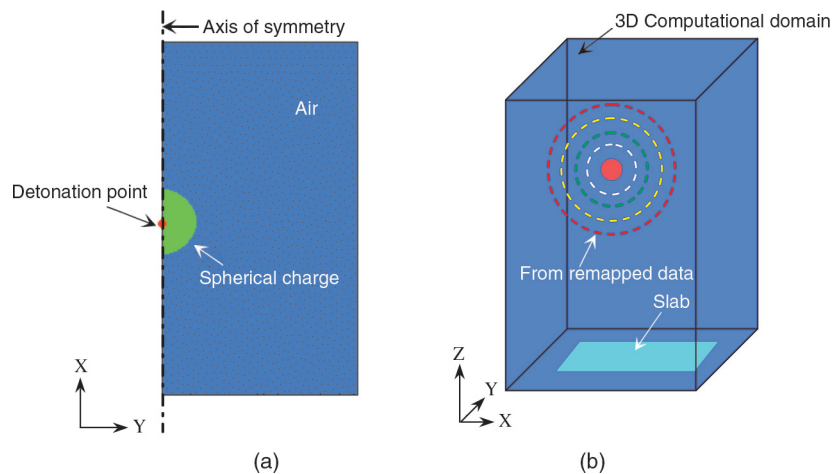 Axis of symmetry
Air
Detonation point
Spherical charge
X
Y
(a)
3D Computational domain
From remapped data
Slab
Z
Y
X
(b)